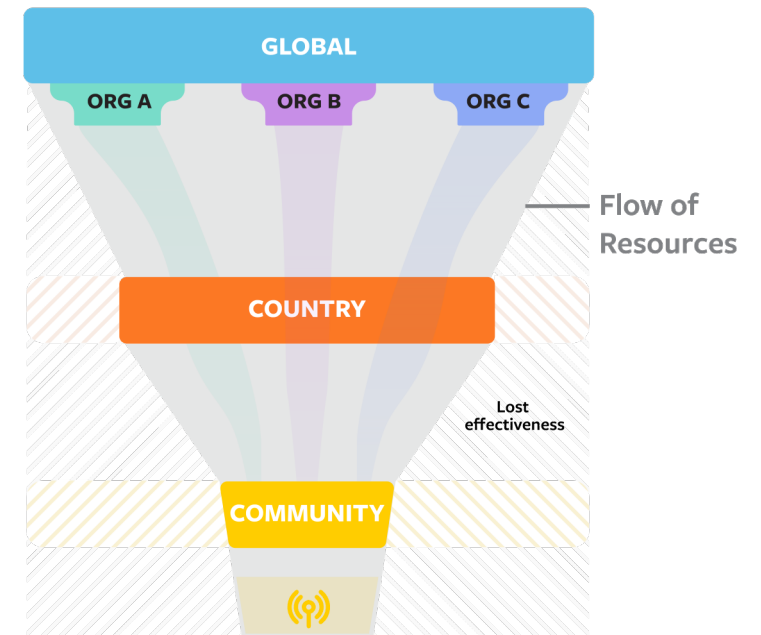 GLOBAL
ORG A
ORG B
ORG C
Flow of
Resources
COUNTRY
Lost
effectiveness
COMMUNITY